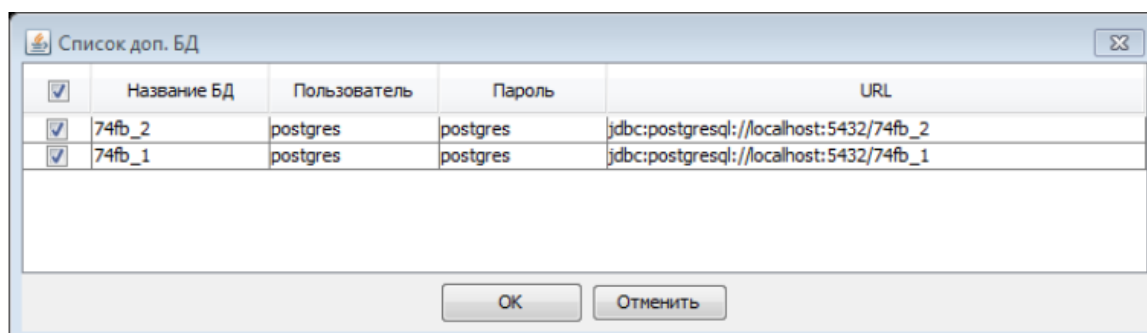 Список доп. БД
Название БД Пользователь Пароль URL
74fb_2 postgres postgres jdbc:postgresql://localhost:5432/74fb_2
74fb_1 postgres postgres jdbc:postgresql://localhost:5432/74fb_1
OK Отменить